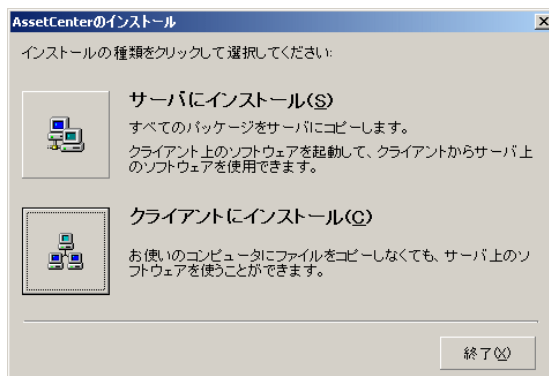 AssetCenterのインストール
インストールの種類をクリックして選択してください:
サーバにインストール(S)
すべてのパッケージをサーバにコピーします。
クライアント上のソフトウェアを起動して、クライアントからサーバ上
のソフトウェアを使用できます。
クライアントにインストール(C)
お使いのコンピュータにファイルをコピーしなくても、サーバ上のソ
フトウェアを使うことができます。
終了(X)